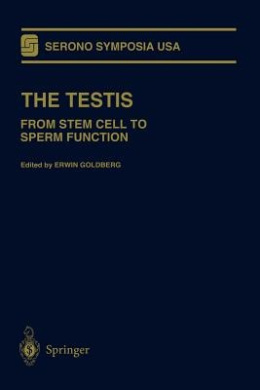 SERONO SYMPOSIA USA
THE TESTIS
FROM STEM CELL TO
SPERM FUNCTION
Edited by ERWIN GOLDBERG
Springer